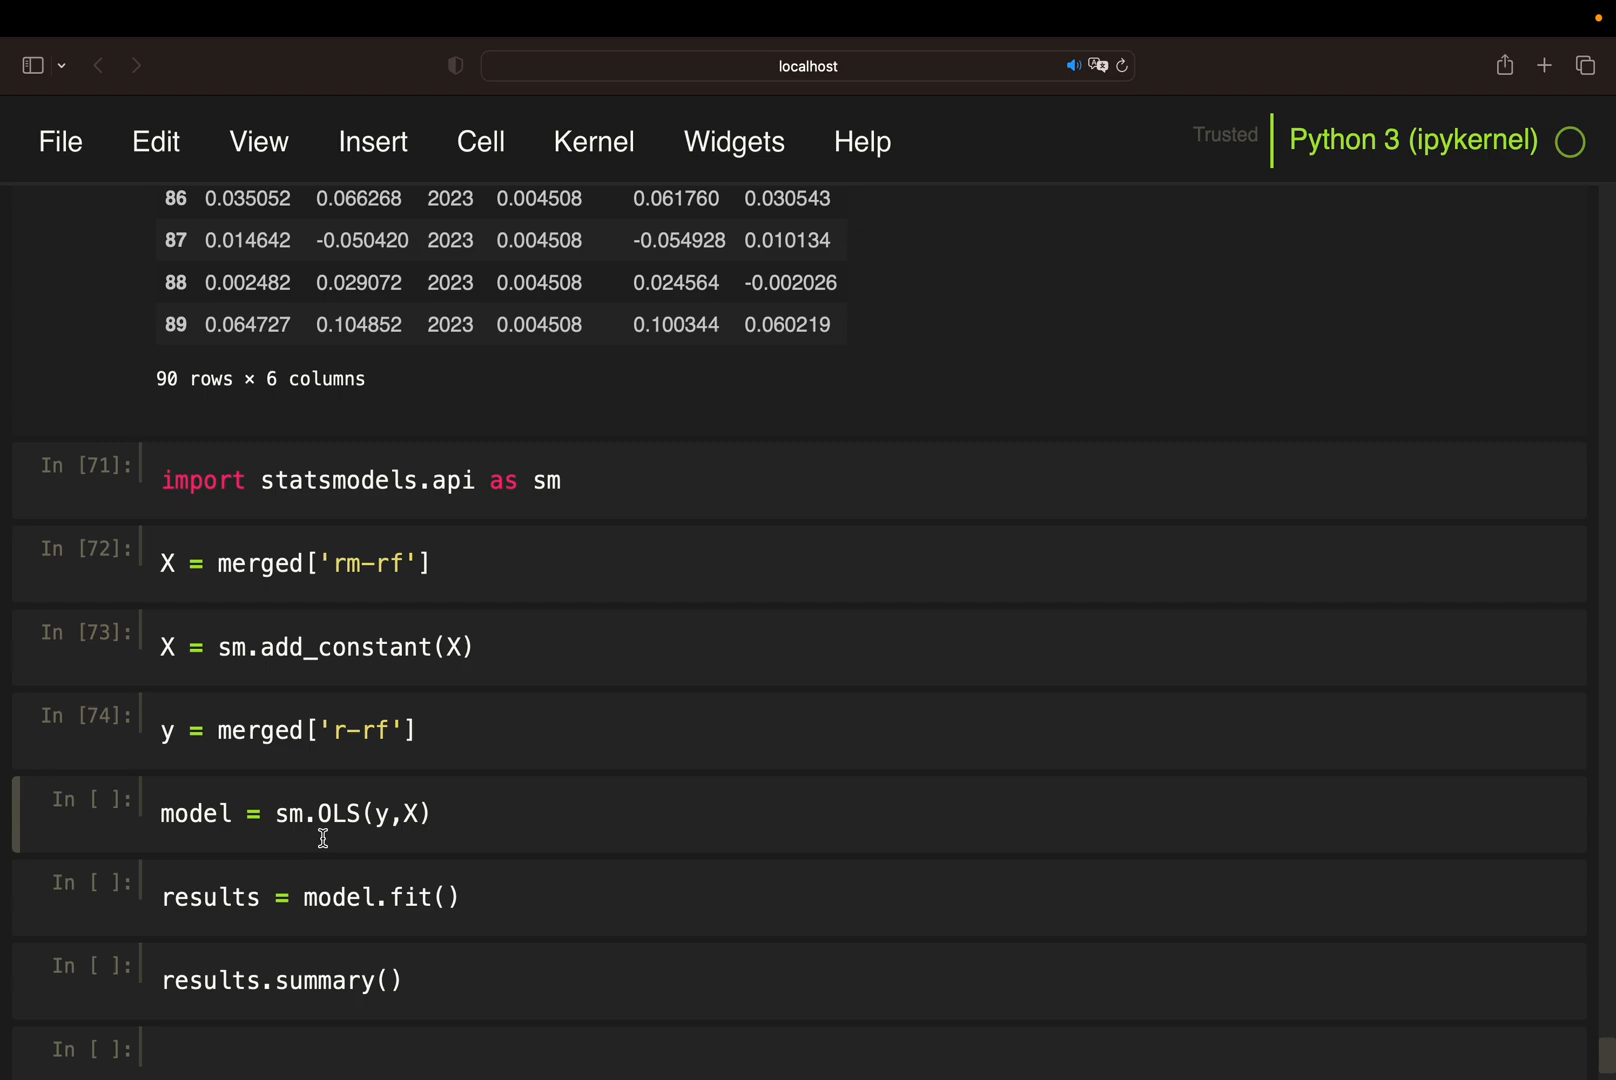 localhost
File Edit View Insert Cell Kernel Widgets Help Trusted Python 3 (ipykernel)
86 0.035052 0.066268 2023 0.004508 0.061760 0.030543
87 0.014642 -0.050420 2023 0.004508 -0.054928 0.010134
88 0.002482 0.029072 2023 0.004508 0.024564 -0.002026
89 0.064727 0.104852 2023 0.004508 0.100344 0.060219
90 rows × 6 columns
In [71]: import statsmodels.api as sm
In [72]: X = merged['rm-rf']
In [73]: X = sm.add_constant(X)
In [74]: y = merged['r-rf']
In [ ]: model = sm.OLS(y,X)
In [ ]: results = model.fit()
In [ ]: results.summary()
In [ ]: